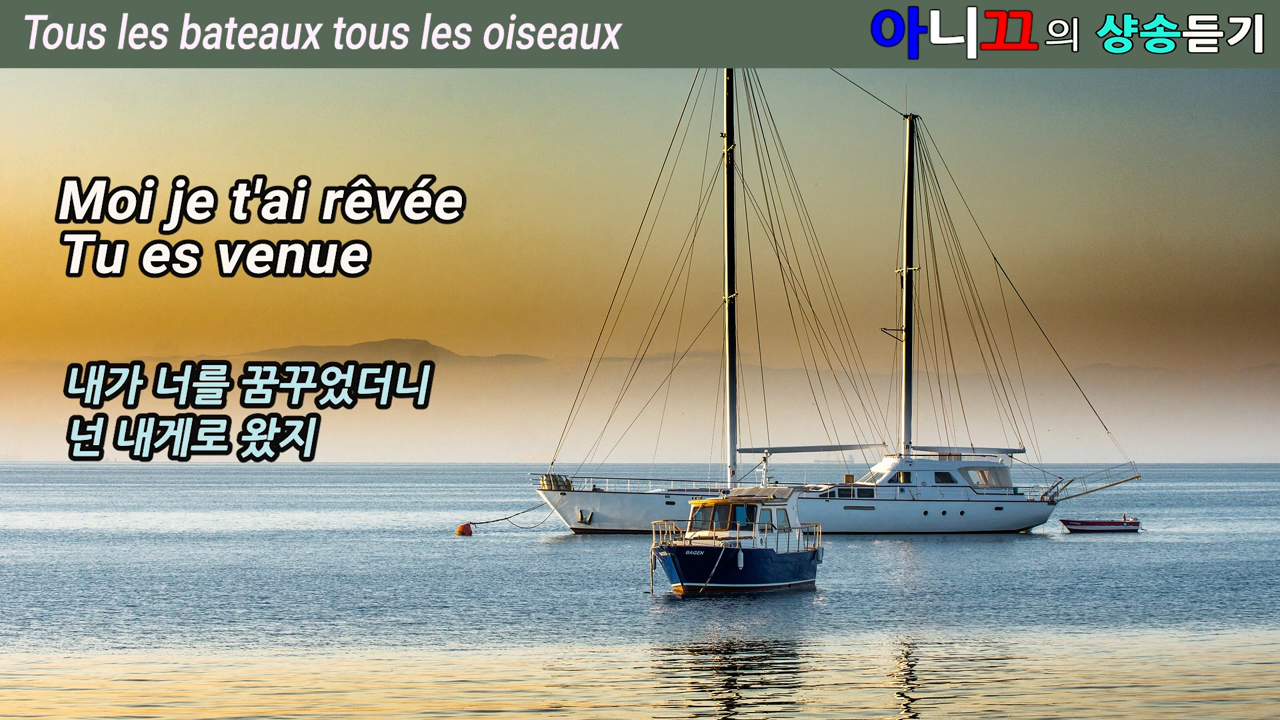 Tous les bateaux tous les oiseaux
아니끄의 샹송듣기
Moi je t'ai rêvée
Tu es venue
내가 너를 꿈꾸었더니
넌 내게로 왔지
BAGEN